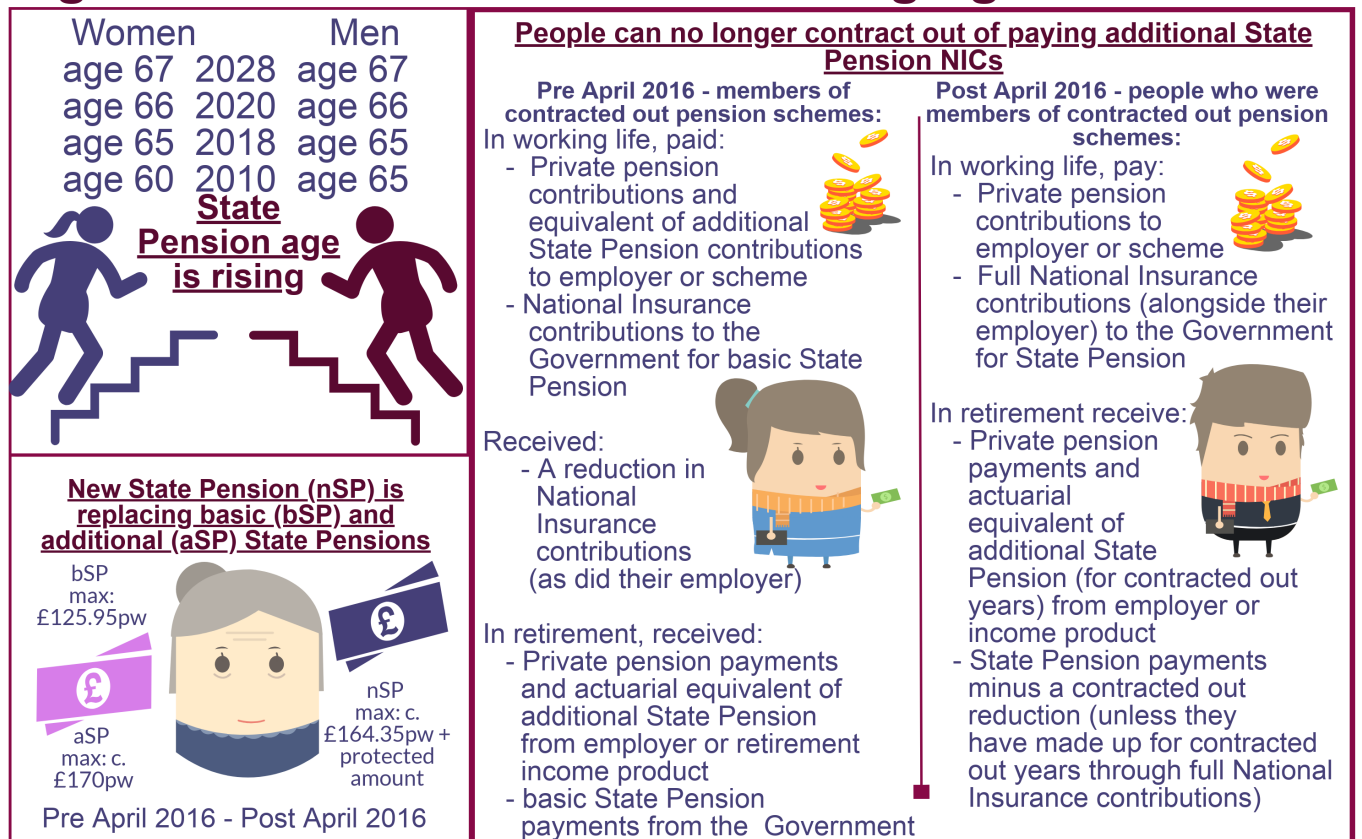 Women Men
age 67 2028 age 67
age 66 2020 age 66
age 65 2018 age 65
age 60 2010 age 65
State
Pension age
is rising
New State Pension (nSP) is
replacing basic (bSP) and
additional (aSP) State Pensions
bSP
max:
£125.95pw
£
aSP
max: c.
£170pw
£
nSP
max: c.
£164.35pw +
protected
amount
Pre April 2016 - Post April 2016
People can no longer contract out of paying additional State
Pension NICs
Pre April 2016 - members of
contracted out pension schemes:
In working life, paid:
- Private pension
contributions and
equivalent of additional
State Pension contributions
to employer or scheme
- National Insurance
contributions to the
Government for basic State
Pension
Received:
- A reduction in
National
Insurance
contributions
(as did their employer)
In retirement, received:
- Private pension payments
and actuarial equivalent of
additional State Pension
from employer or retirement
income product
- basic State Pension
payments from the Government
Post April 2016 - people who were
members of contracted out pension
schemes:
In working life, pay:
- Private pension
contributions to
employer or scheme
- Full National Insurance
contributions (alongside their
employer) to the Government
for State Pension
In retirement receive:
- Private pension
payments and
actuarial
equivalent of
additional State
Pension (for contracted out
years) from employer or
income product
- State Pension payments
minus a contracted out
reduction (unless they
have made up for contracted
out years through full National
Insurance contributions)